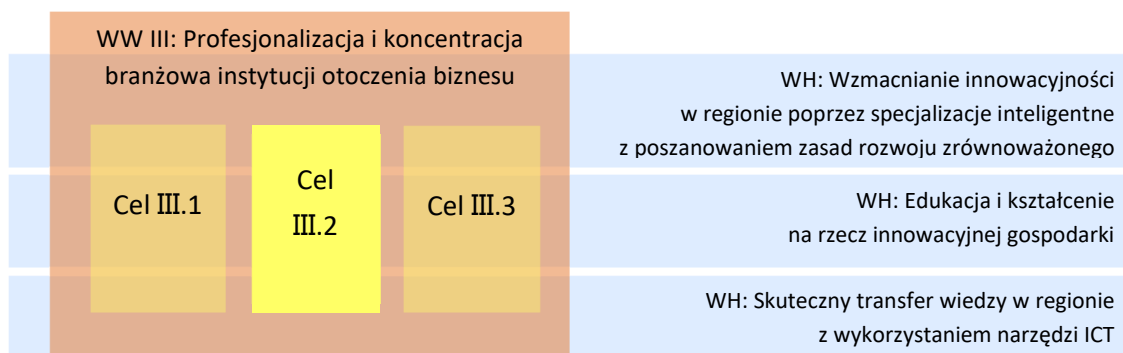 WW III: Profesjonalizacja i koncentracja
branżowa instytucji otoczenia biznesu
Cel III.1
Cel
III.2
Cel III.3
WH: Wzmacnianie innowacyjności
w regionie poprzez specjalizacje inteligentne
z poszanowaniem zasad rozwoju zrównoważonego
WH: Edukacja i kształcenie
na rzecz innowacyjnej gospodarki
WH: Skuteczny transfer wiedzy w regionie
z wykorzystaniem narzędzi ICT